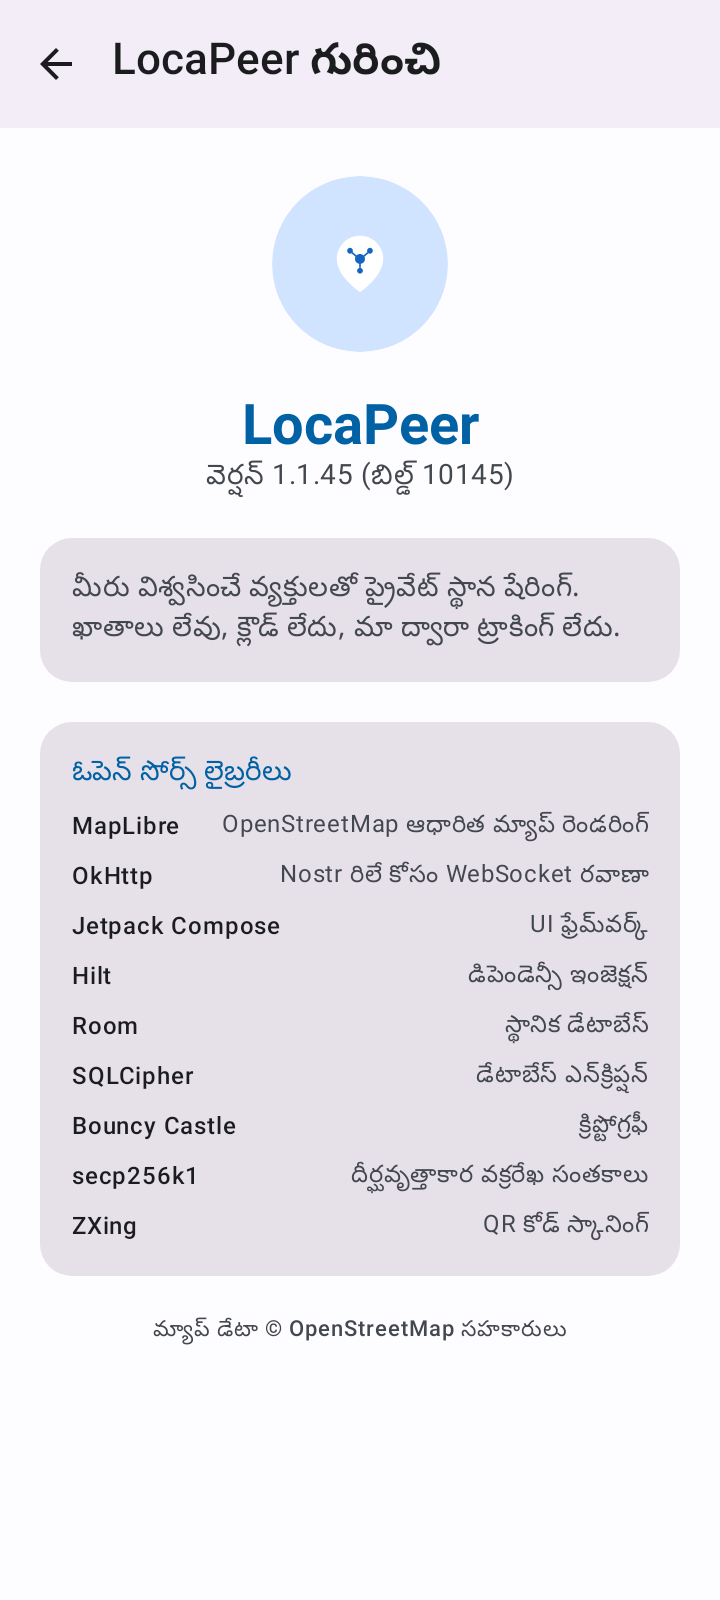 LocaPeer గురించి
LocaPeer
వెర్షన్ 1.1.45 (బిల్డ్ 10145)
మీరు విశ్వసించే వ్యక్తులతో ప్రైవేట్ స్థాన షేరింగ్.
ఖాతాలు లేవు, క్లౌడ్ లేదు, మా ద్వారా ట్రాకింగ్ లేదు.
ఓపెన్ సోర్స్ లైబ్రరీలు
MapLibre OpenStreetMap ఆధారిత మ్యాప్ రెండరింగ్
OkHttp Nostr రిలే కోసం WebSocket రవాణా
Jetpack Compose UI ఫ్రేమ్‌వర్క్
Hilt డిపెండెన్సీ ఇంజెక్షన్
Room స్థానిక డేటాబేస్
SQLCipher డేటాబేస్ ఎన్‌క్రిప్షన్
Bouncy Castle క్రిప్టోగ్రఫీ
secp256k1 దీర్ఘవృత్తాకార వక్రరేఖ సంతకాలు
ZXing QR కోడ్ స్కానింగ్
మ్యాప్ డేటా © OpenStreetMap సహకారులు